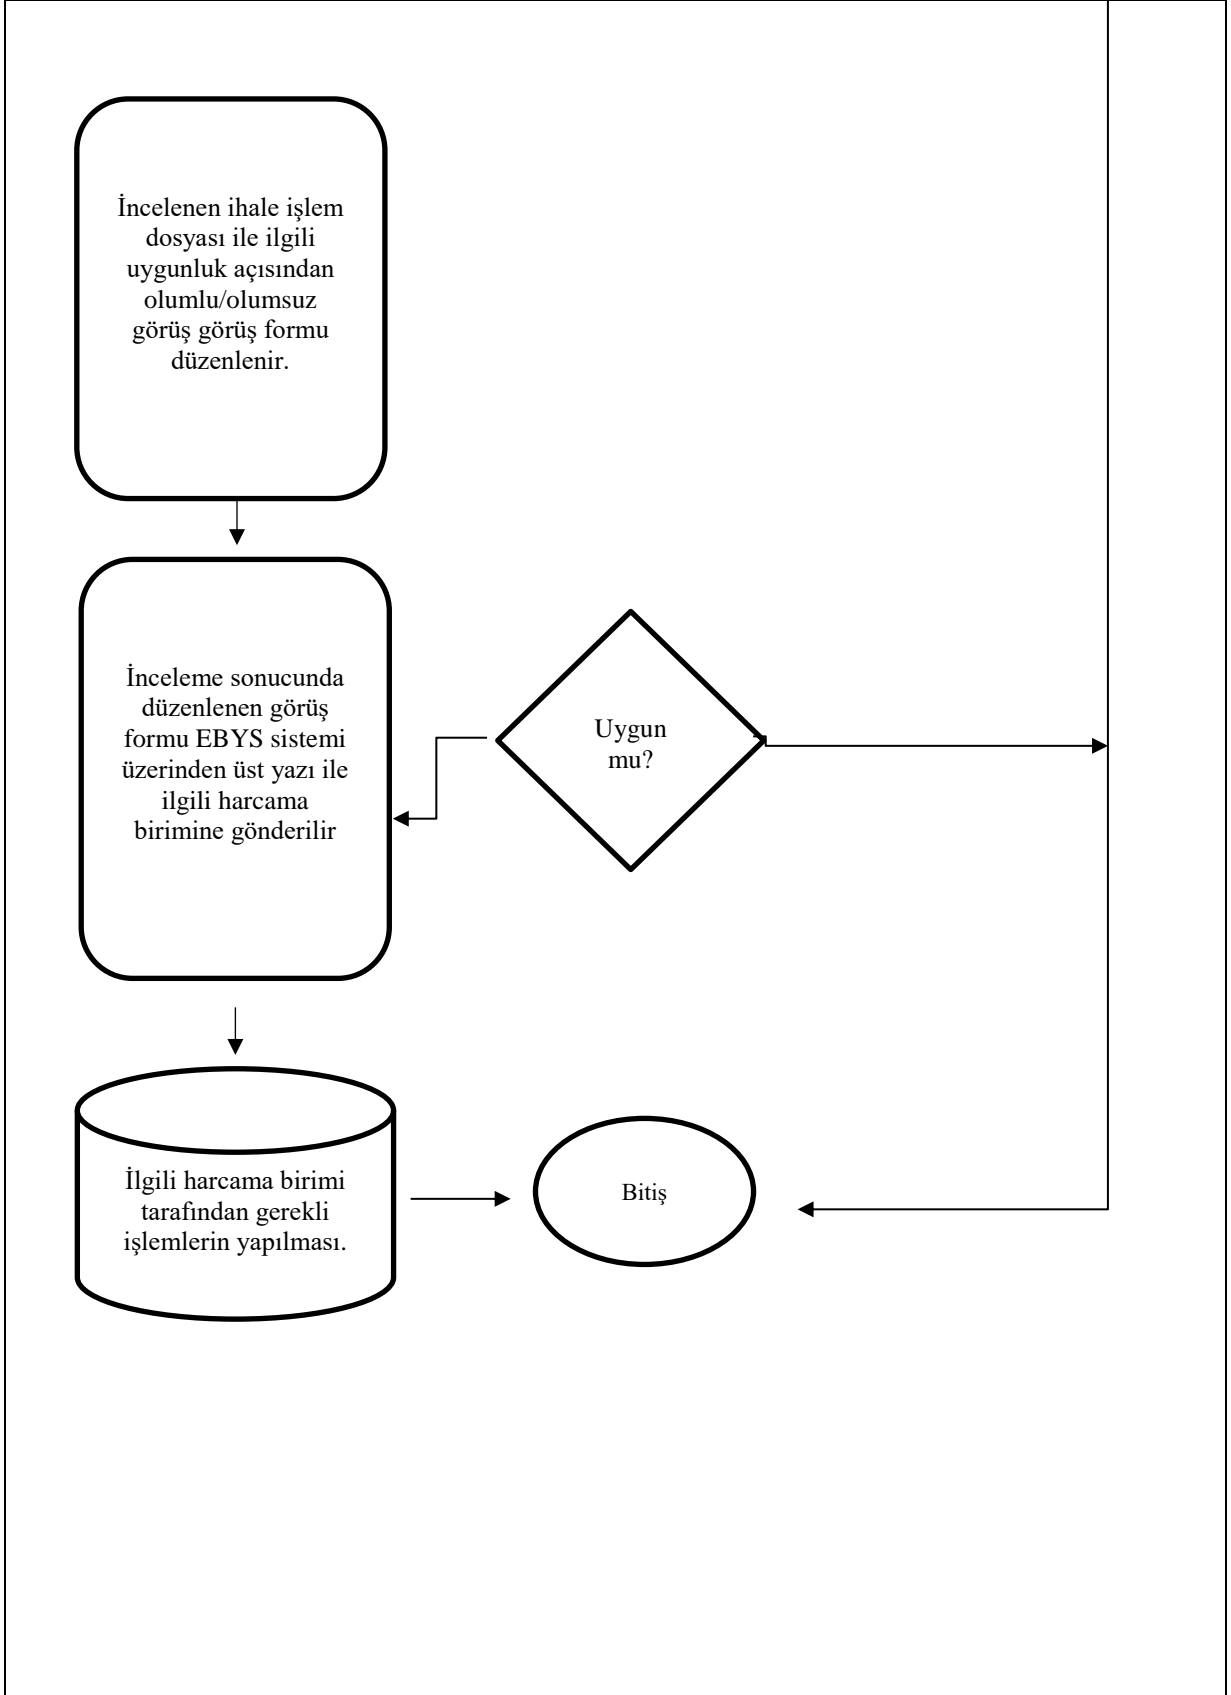 İncelenen ihale işlem
dosyası ile ilgili
uygunluk açısından
olumlu/olumsuz
görüş görüş formu
düzenlenir.
İnceleme sonucunda
düzenlenen görüş
formu EBYS sistemi
üzerinden üst yazı ile
ilgili harcama
birimine gönderilir
Uygun
mu?
İlgili harcama birimi
tarafından gerekli
işlemlerin yapılması.
Bitiş